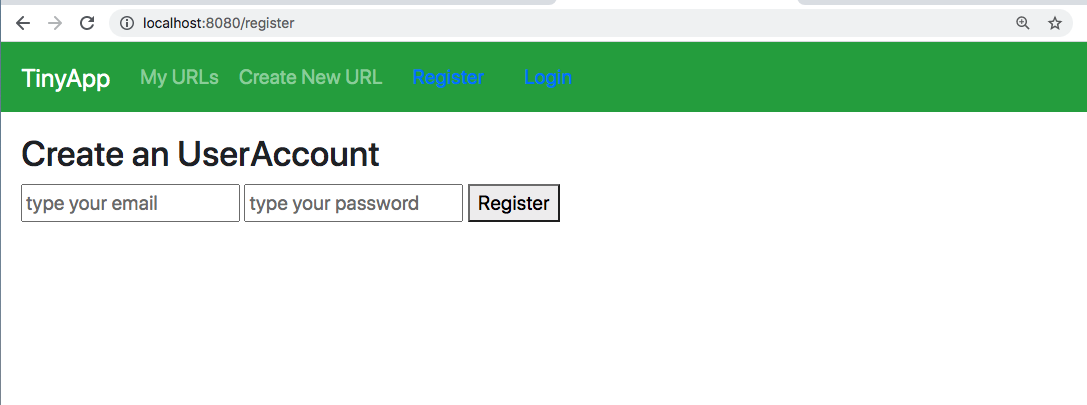 localhost:8080/register
TinyApp My URLs Create New URL Register Login
Create an UserAccount
type your email type your password Register